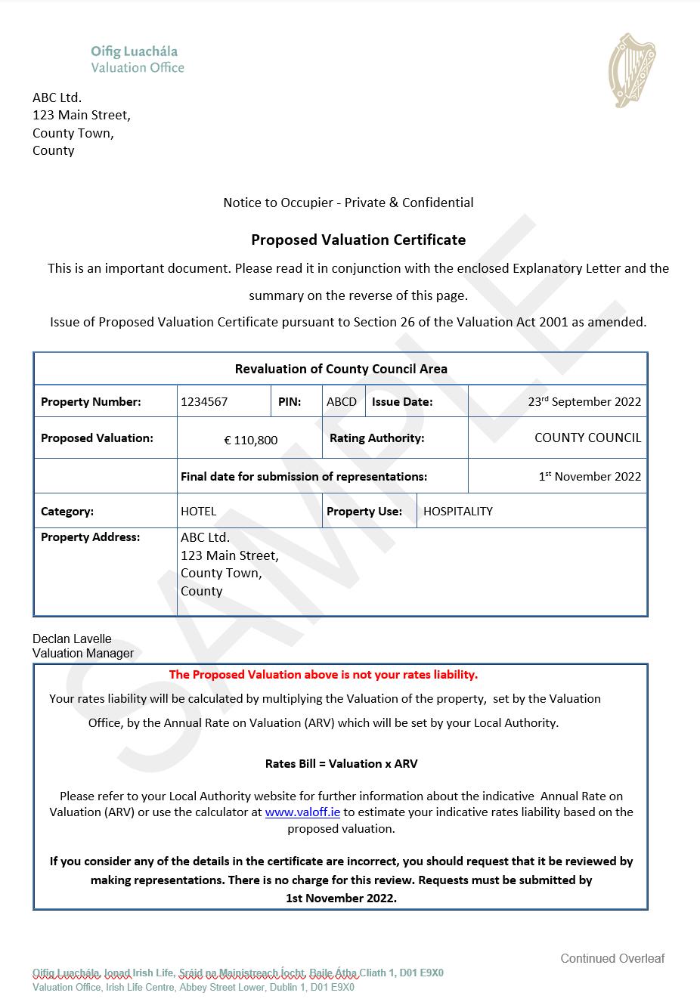 Oifig Luachála
Valuation Office
ABC Ltd.
123 Main Street,
County Town,
County
Notice to Occupier - Private & Confidential
Proposed Valuation Certificate
This is an important document. Please read it in conjunction with the enclosed Explanatory Letter and the
summary on the reverse of this page.
Issue of Proposed Valuation Certificate pursuant to Section 26 of the Valuation Act 2001 as amended.
Revaluation of County Council Area
Property Number: 1234567 PIN: ABCD Issue Date: 23rd September 2022
Proposed Valuation: € 110,800 Rating Authority: COUNTY COUNCIL
Final date for submission of representations: 1st November 2022
Category: HOTEL Property Use: HOSPITALITY
Property Address: ABC Ltd.
123 Main Street,
County Town,
County
SAMPLE
Declan Lavelle
Valuation Manager
The Proposed Valuation above is not your rates liability.
Your rates liability will be calculated by multiplying the Valuation of the property,  set by the Valuation
Office, by the Annual Rate on Valuation (ARV) which will be set by your Local Authority.
Rates Bill = Valuation x ARV
Please refer to your Local Authority website for further information about the indicative  Annual Rate on
Valuation (ARV) or use the calculator at www.valoff.ie to estimate your indicative rates liability based on the
proposed valuation.
If you consider any of the details in the certificate are incorrect, you should request that it be reviewed by
making representations. There is no charge for this review. Requests must be submitted by
1st November 2022.
Continued Overleaf
Oifig Luachála, Ionad Irish Life, Sráid na Mainistreach Íocht, Baile Átha Cliath 1, D01 E9X0
Valuation Office, Irish Life Centre, Abbey Street Lower, Dublin 1, D01 E9X0